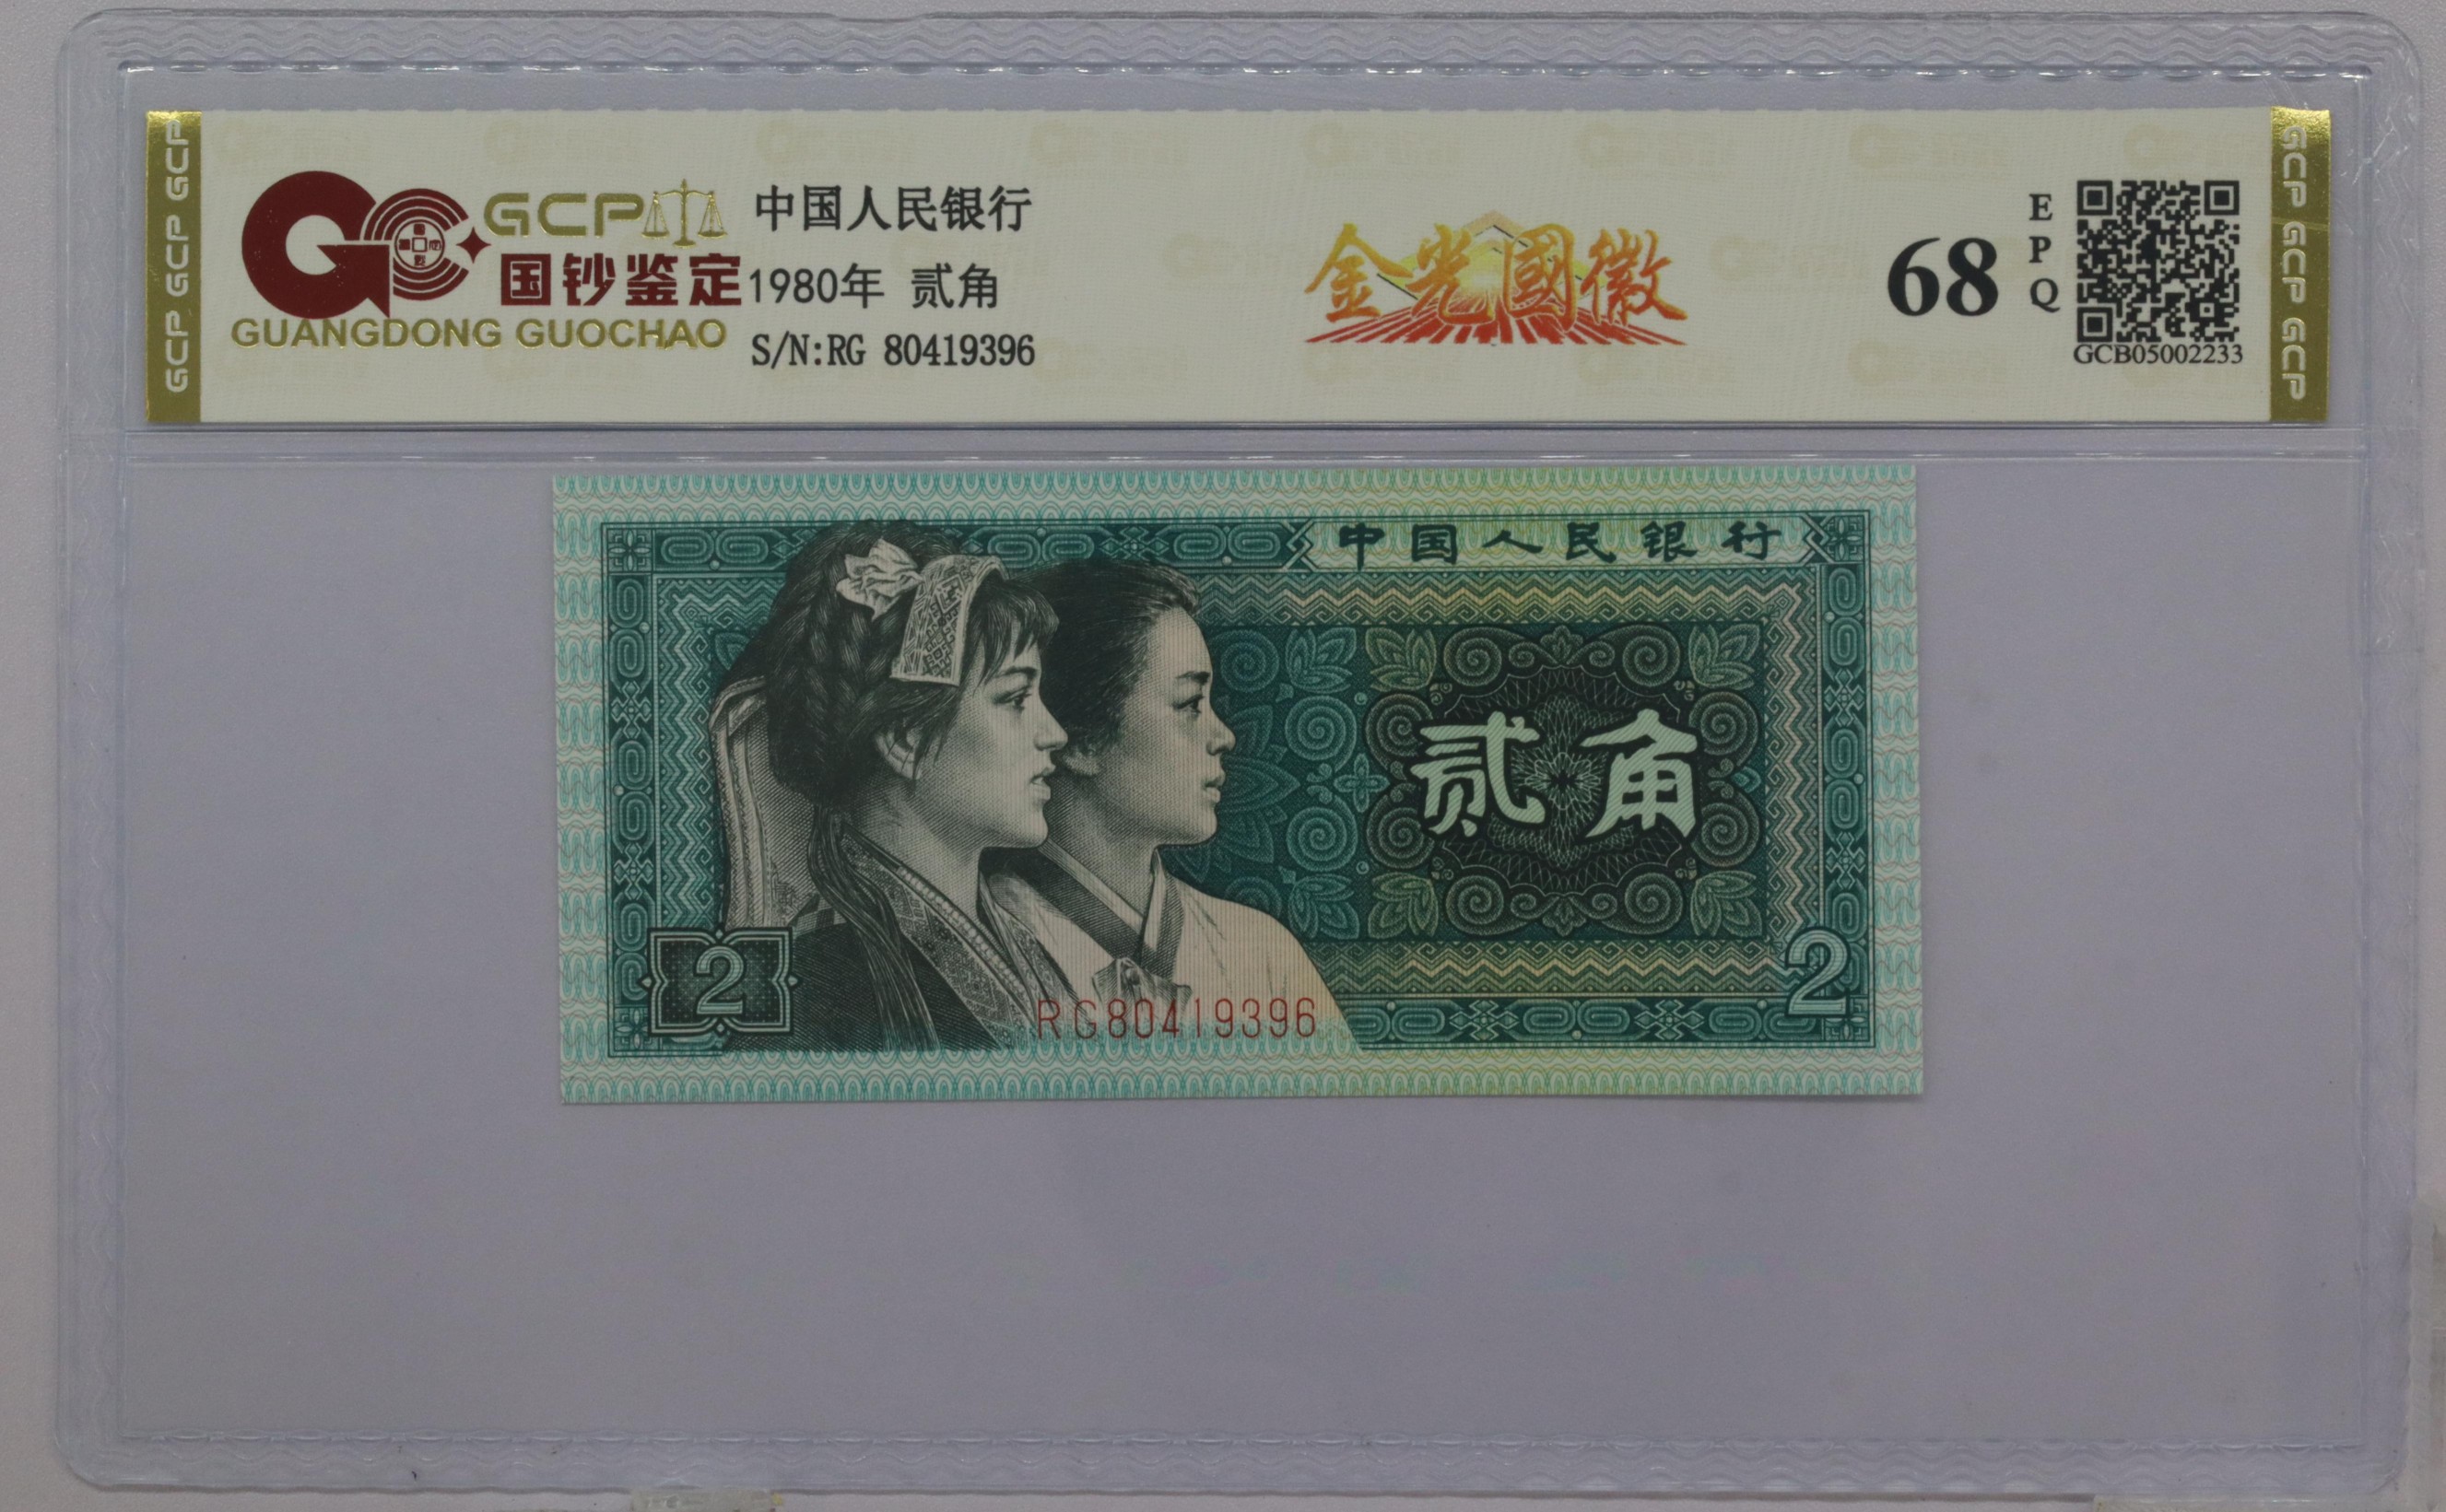 GCP GCP GCP
GCP
国钞鉴定
GUANGDONG GUOCHAO
中国人民银行
1980年 贰角
S/N:RG 80419396
金光國徽
68
EPQ
GCB05002233
GCP GCP GCP
中国人民银行
贰角
2
RG80419396
2